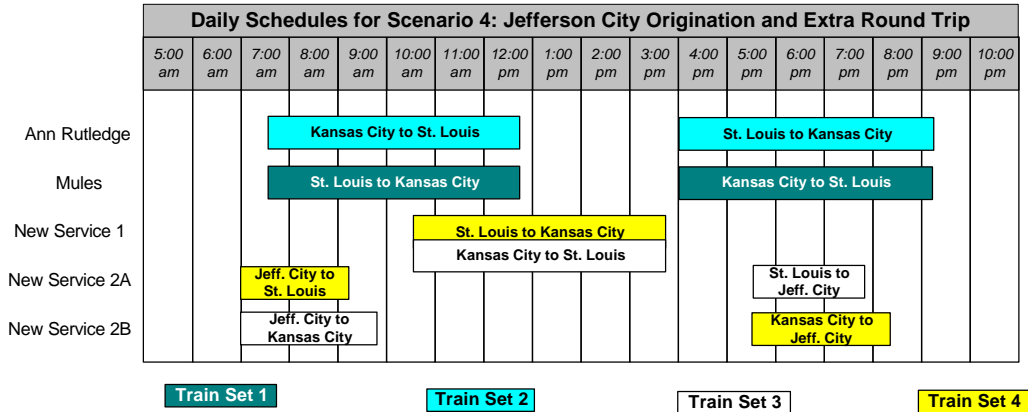 Daily Schedules for Scenario 4: Jefferson City Origination and Extra Round Trip
5:00 am 6:00 am 7:00 am 8:00 am 9:00 am 10:00 am 11:00 am 12:00 pm 1:00 pm 2:00 pm 3:00 pm 4:00 pm 5:00 pm 6:00 pm 7:00 pm 8:00 pm 9:00 pm 10:00 pm
Ann Rutledge
Kansas City to St. Louis
St. Louis to Kansas City
Mules
St. Louis to Kansas City
Kansas City to St. Louis
New Service 1
St. Louis to Kansas City
Kansas City to St. Louis
New Service 2A
Jeff. City to
St. Louis
St. Louis to
Jeff. City
New Service 2B
Jeff. City to
Kansas City
Kansas City to
Jeff. City
Train Set 1
Train Set 2
Train Set 3
Train Set 4